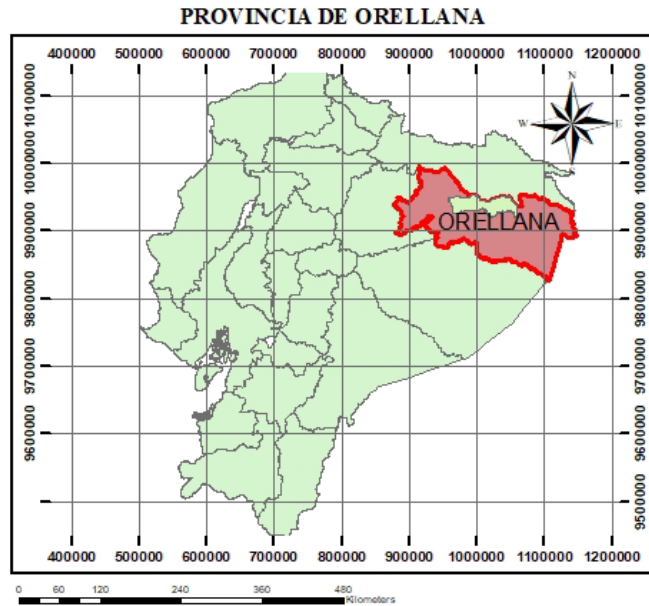 PROVINCIA DE ORELLANA
400000 500000 600000 700000 800000 900000 1000000 1100000 1200000
N
W E
S
10100000 10100000
10000000 10000000
9900000 ORELLANA 9900000
9800000 9800000
9700000 9700000
9600000 9600000
9500000 9500000
400000 500000 600000 700000 800000 900000 1000000 1100000 1200000
0 60 120 240 360 480
Kilometers